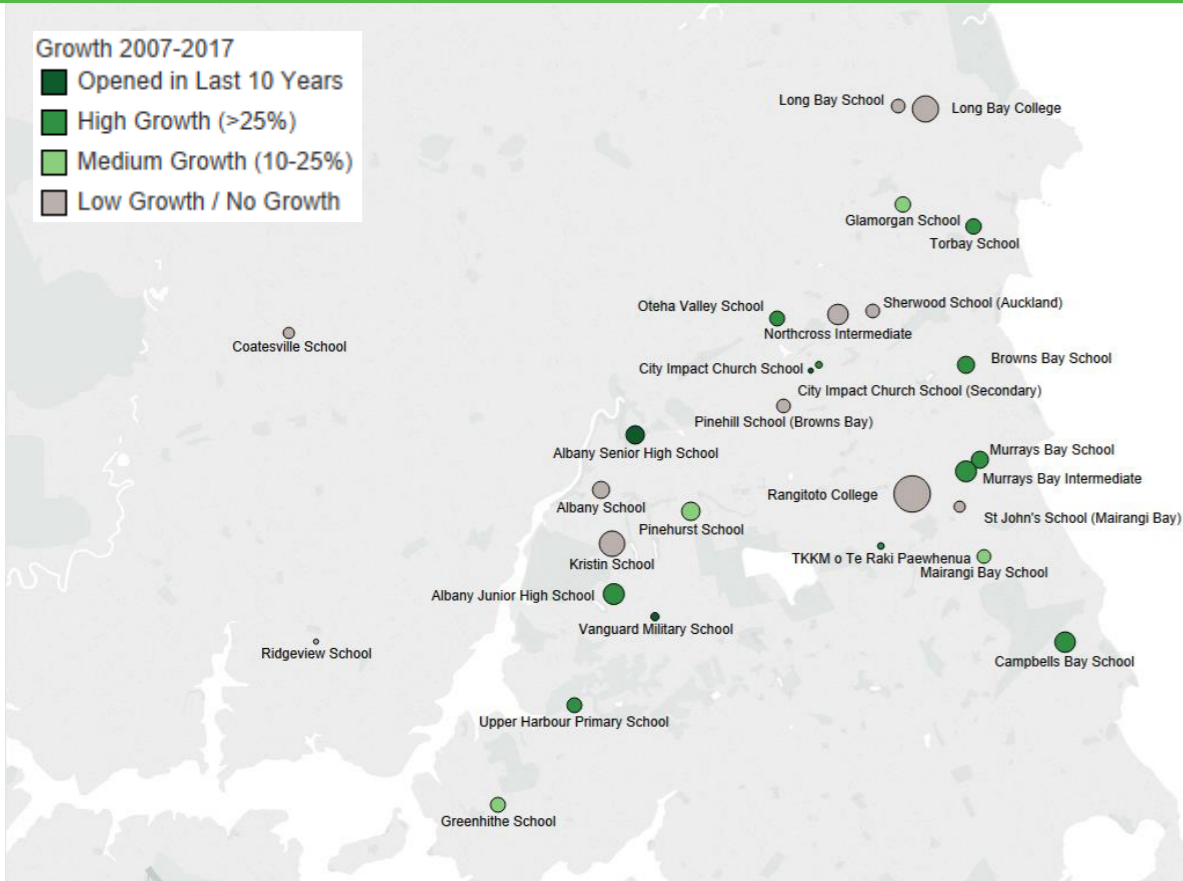 Growth 2007-2017
Opened in Last 10 Years
High Growth (>25%)
Medium Growth (10-25%)
Low Growth / No Growth
Long Bay School
Long Bay College
Glamorgan School
Torbay School
Oteha Valley School
Sherwood School (Auckland)
Northcross Intermediate
Coatesville School
Browns Bay School
City Impact Church School
City Impact Church School (Secondary)
Pinehill School (Browns Bay)
Albany Senior High School
Murrays Bay School
Murrays Bay Intermediate
Rangitoto College
Albany School
St John's School (Mairangi Bay)
Pinehurst School
Kristin School
TKKM o Te Raki Paewhenua
Mairangi Bay School
Albany Junior High School
Vanguard Military School
Ridgeview School
Campbells Bay School
Upper Harbour Primary School
Greenhithe School